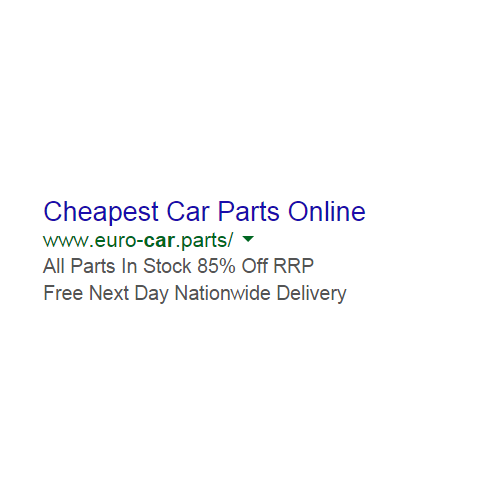 Cheapest Car Parts Online
www.euro-car.parts/
All Parts In Stock 85% Off RRP
Free Next Day Nationwide Delivery